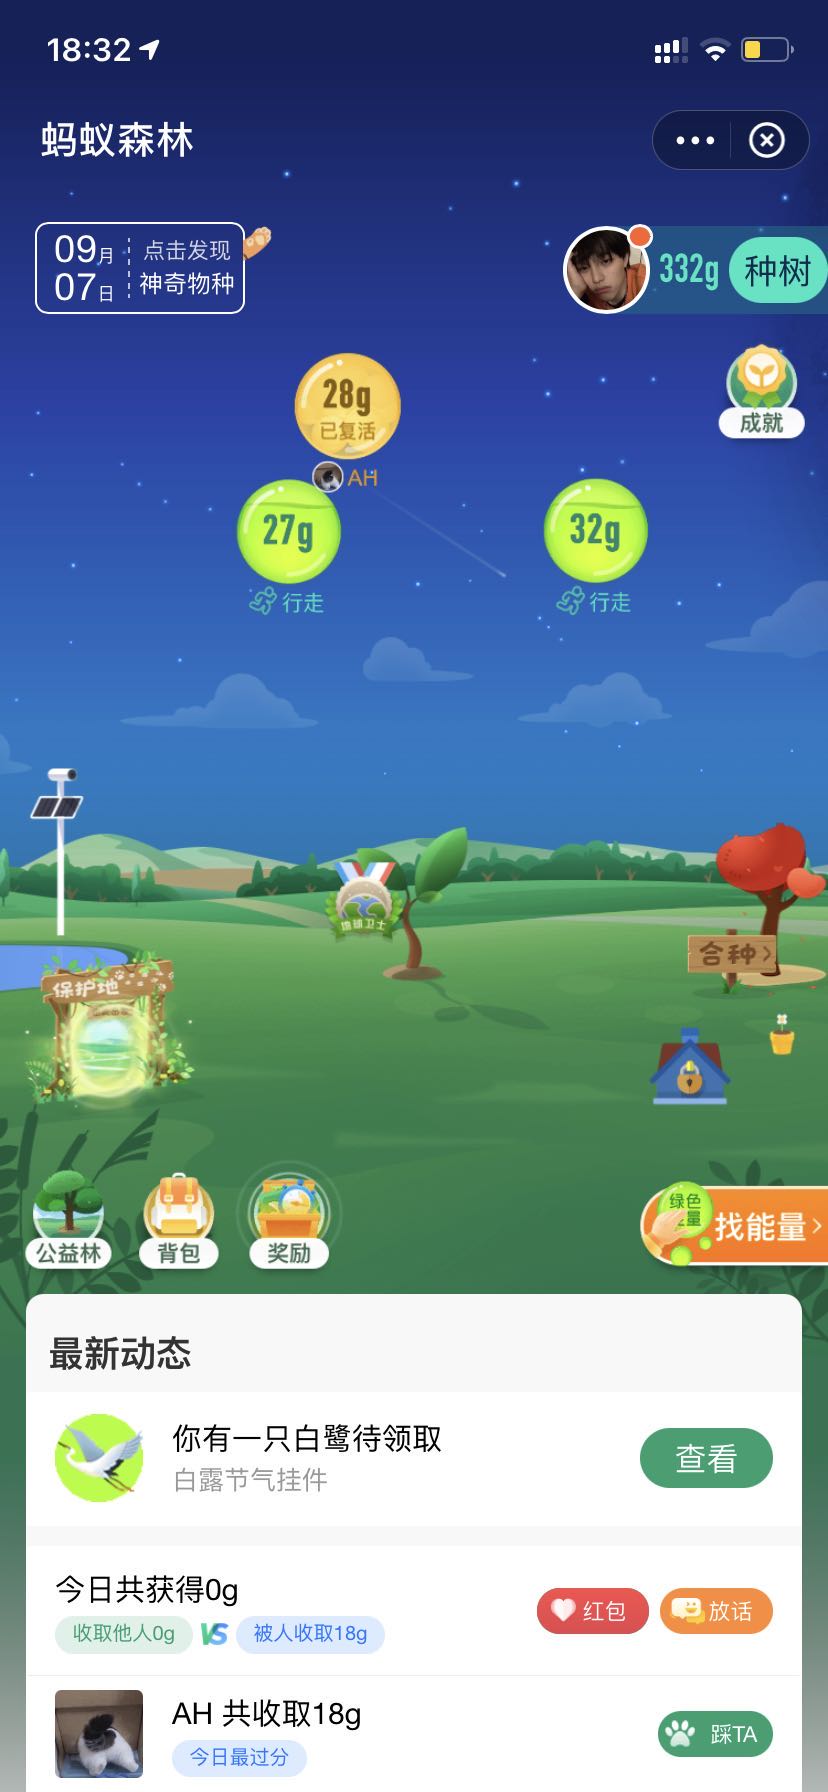 18:32
蚂蚁森林
09月
07日
点击发现
神奇物种
332g
种树
28g
已复活
成就
AH
27g
32g
行走
行走
地球卫士
合种
保护地
公益林
背包
奖励
绿色
找能量
最新动态
你有一只白鹭待领取
白露节气挂件
查看
今日共获得0g
收取他人0g
VS
被人收取18g
红包
放话
AH 共收取18g
今日最过分
踩TA